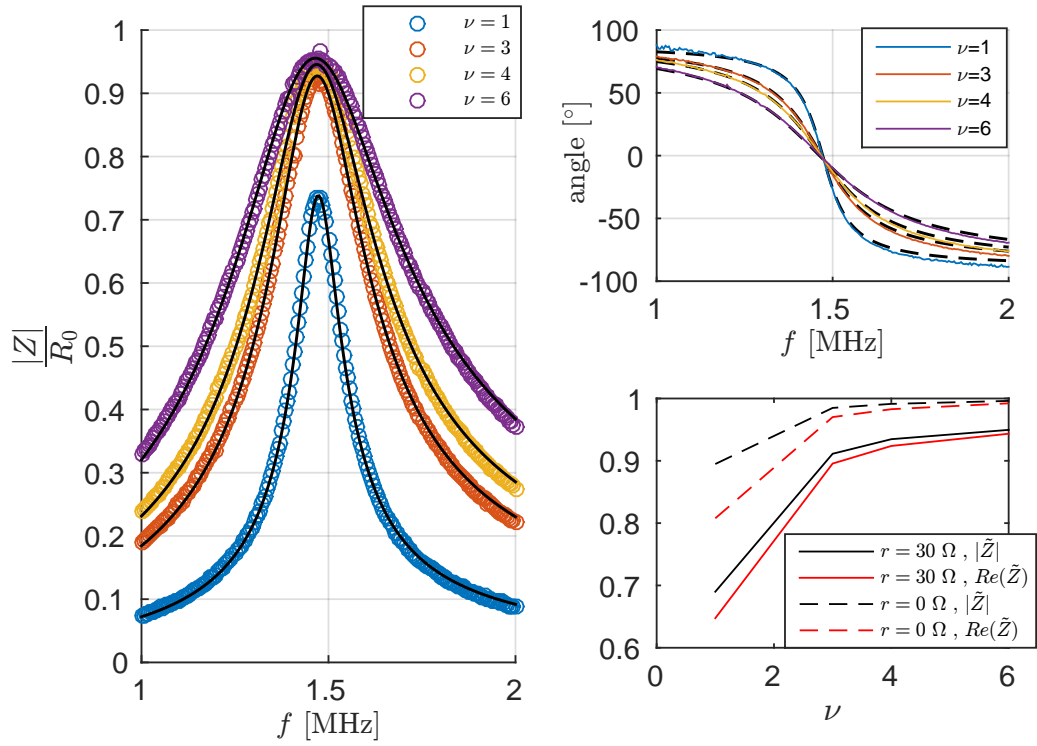 |Z|
R₀
1
0.9
0.8
0.7
0.6
0.5
0.4
0.3
0.2
0.1
0
1 1.5 2
f [MHz]
ν = 1
ν = 3
ν = 4
ν = 6
angle [°]
100
50
0
-50
-100
1 1.5 2
f [MHz]
ν=1
ν=3
ν=4
ν=6
1
0.9
0.8
0.7
0.6
0 2 4 6
ν
r = 30 Ω , |Z̃|
r = 30 Ω , Re(Z̃)
r = 0 Ω , |Z̃|
r = 0 Ω , Re(Z̃)